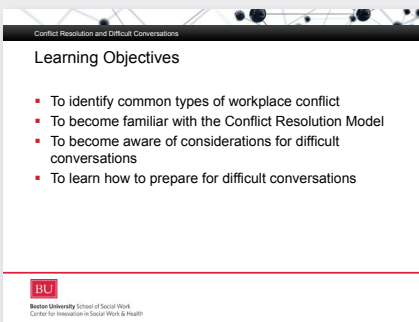 Conflict Resolution and Difficult Conversations
Learning Objectives
▪ To identify common types of workplace conflict
▪ To become familiar with the Conflict Resolution Model
▪ To become aware of considerations for difficult
conversations
▪ To learn how to prepare for difficult conversations
BU
Boston University School of Social Work
Center for Innovation in Social Work & Health